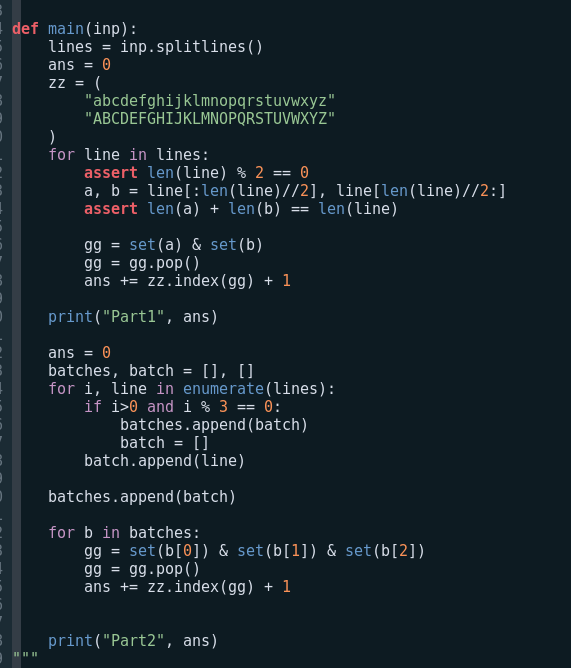 def main(inp):
    lines = inp.splitlines()
    ans = 0
    zz = (
        "abcdefghijklmnopqrstuvwxyz"
        "ABCDEFGHIJKLMNOPQRSTUVWXYZ"
    )
    for line in lines:
        assert len(line) % 2 == 0
        a, b = line[:len(line)//2], line[len(line)//2:]
        assert len(a) + len(b) == len(line)

        gg = set(a) & set(b)
        gg = gg.pop()
        ans += zz.index(gg) + 1

    print("Part1", ans)

    ans = 0
    batches, batch = [], []
    for i, line in enumerate(lines):
        if i>0 and i % 3 == 0:
            batches.append(batch)
            batch = []
        batch.append(line)

    batches.append(batch)

    for b in batches:
        gg = set(b[0]) & set(b[1]) & set(b[2])
        gg = gg.pop()
        ans += zz.index(gg) + 1


    print("Part2", ans)
"""